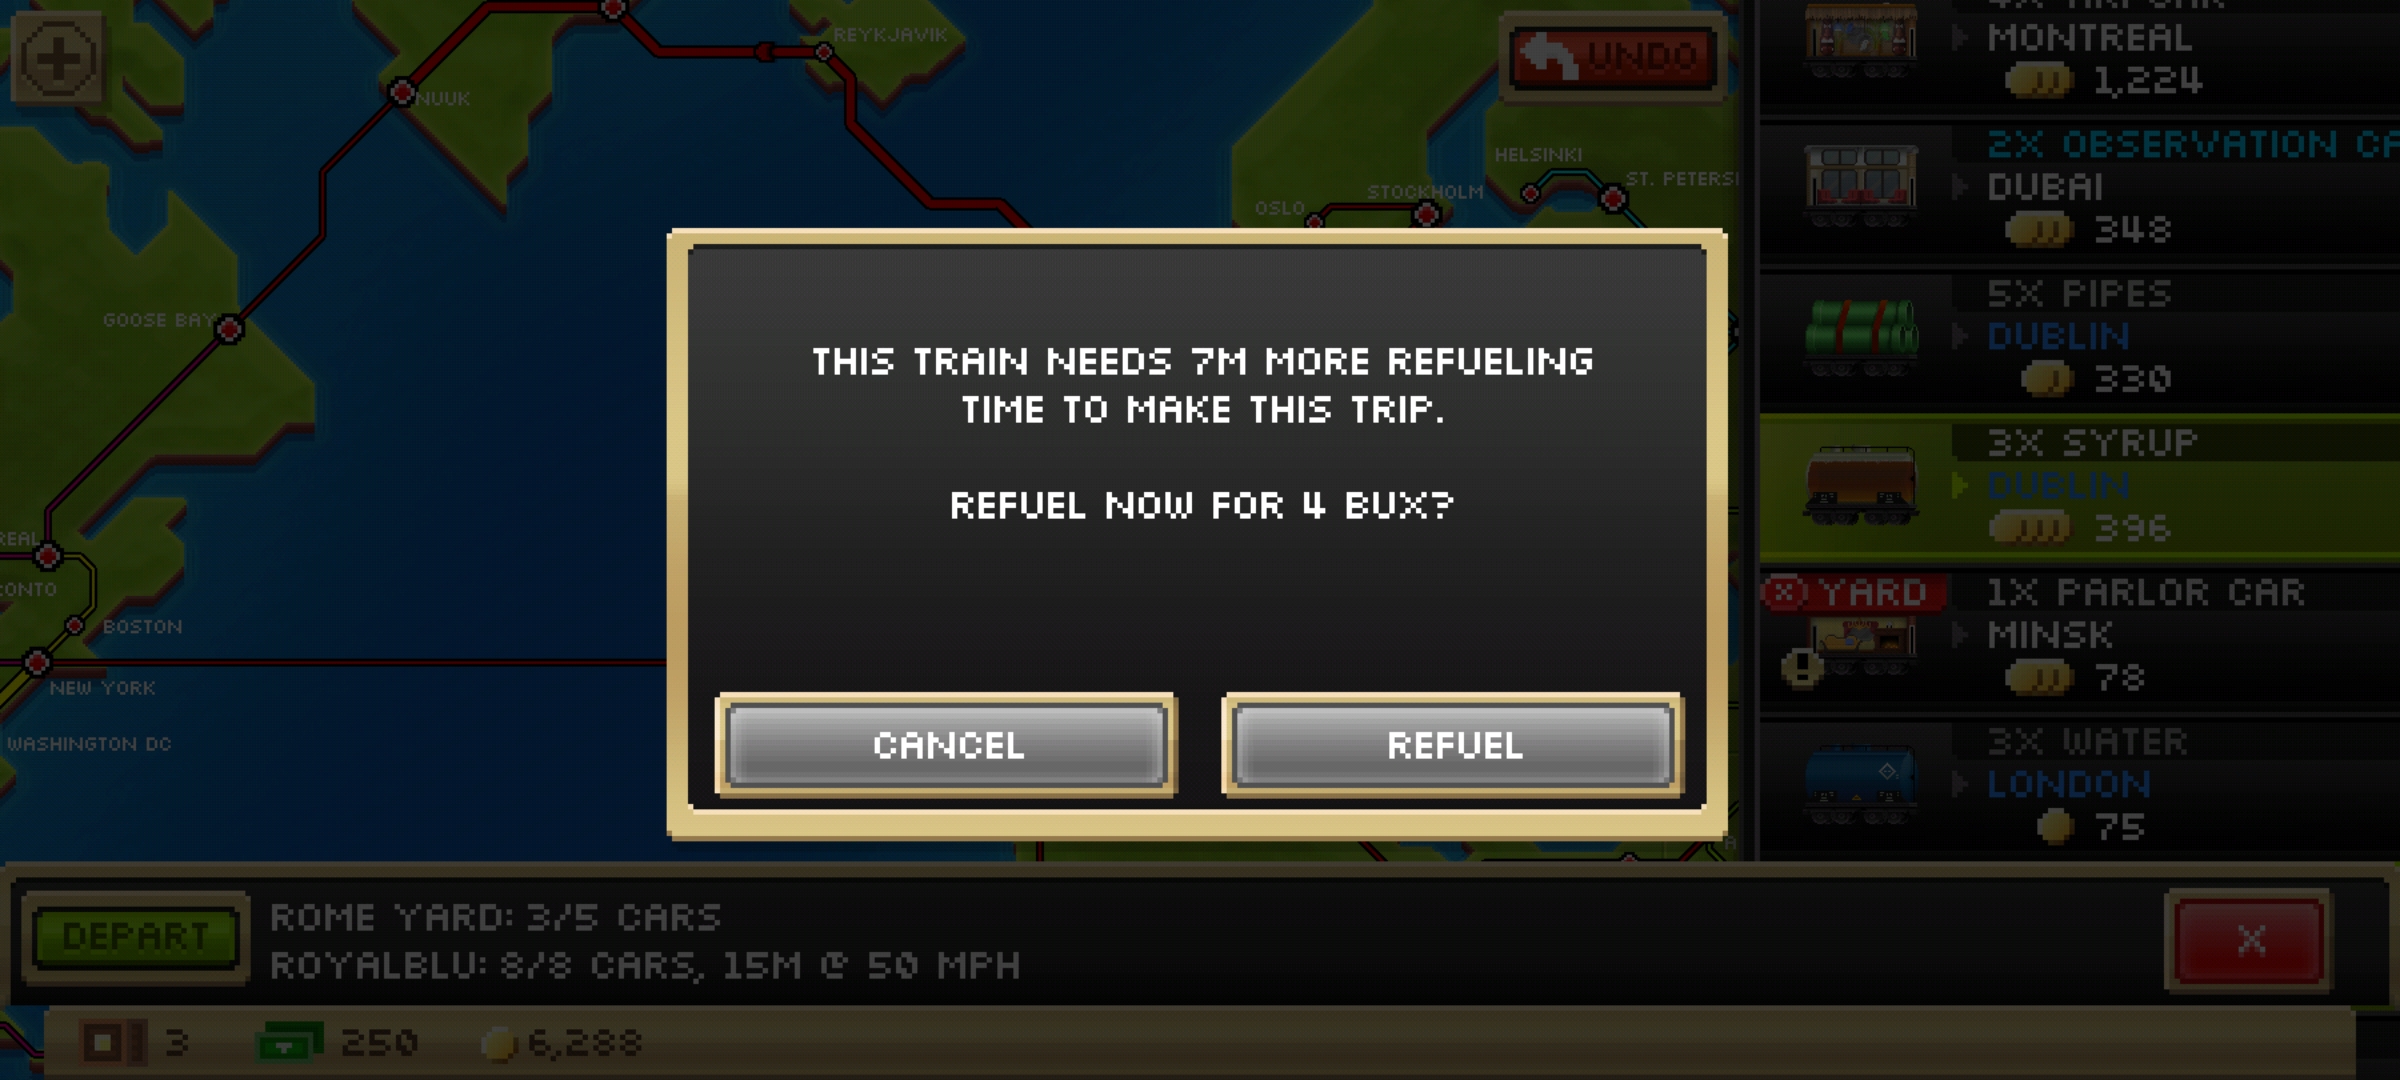 REYKJAVIK
UNDO
NUUK
HELSINKI
STOCKHOLM
ST. PETERS
OSLO
GOOSE BAY
REAL
ONTO
BOSTON
NEW YORK
WASHINGTON DC
THIS TRAIN NEEDS 7M MORE REFUELING
TIME TO MAKE THIS TRIP.
REFUEL NOW FOR 4 BUX?
CANCEL
REFUEL
MONTREAL
1,224
2X OBSERVATION CA
DUBAI
348
5X PIPES
DUBLIN
330
3X SYRUP
DUBLIN
396
YARD
1X PARLOR CAR
MINSK
78
3X WATER
LONDON
75
DEPART
ROME YARD: 3/5 CARS
ROYALBLU: 8/8 CARS, 15M @ 50 MPH
X
3
250
6,288